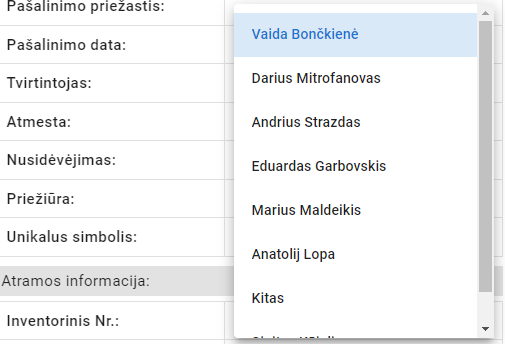 Pašalinimo priežastis:
Pašalinimo data:
Tvirtintojas:
Atmesta:
Nusidėvėjimas:
Priežiūra:
Unikalus simbolis:
Atramos informacija:
Inventorinis Nr.:
Vaida Bončkienė
Darius Mitrofanovas
Andrius Strazdas
Eduardas Garbovskis
Marius Maldeikis
Anatolij Lopa
Kitas